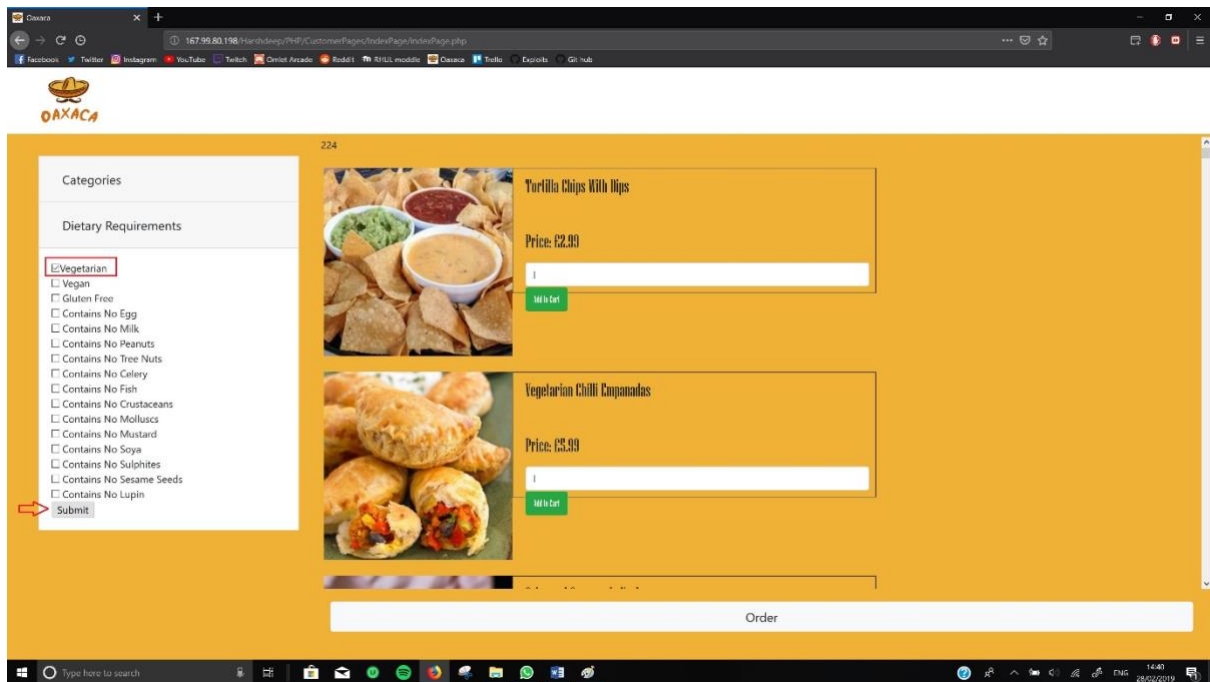 Oaxaca
167.99.80.198/Harshdeep/PHP/CustomerPages/IndexPage/IndexPage.php
Facebook Twitter Instagram YouTube Twitch Omlet Arcade Reddit RHUL moddle Oaxaca Trello Exploits Git hub
OAXACA
224
Categories
Dietary Requirements
Vegetarian
Vegan
Gluten Free
Contains No Egg
Contains No Milk
Contains No Peanuts
Contains No Tree Nuts
Contains No Celery
Contains No Fish
Contains No Crustaceans
Contains No Molluscs
Contains No Mustard
Contains No Soya
Contains No Sulphites
Contains No Sesame Seeds
Contains No Lupin
Submit
Tortilla Chips With Dips
Price: £2.99
1
Add to Cart
Vegetarian Chilli Empanadas
Price: £5.99
1
Add to Cart
Order
Type here to search
ENG
14:40
28/02/2019